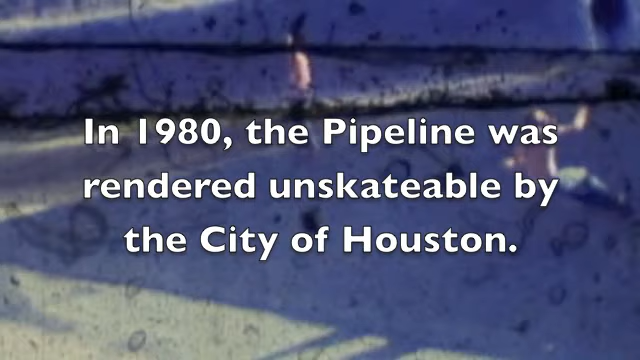 In 1980, the Pipeline was
rendered unskateable by
the City of Houston.